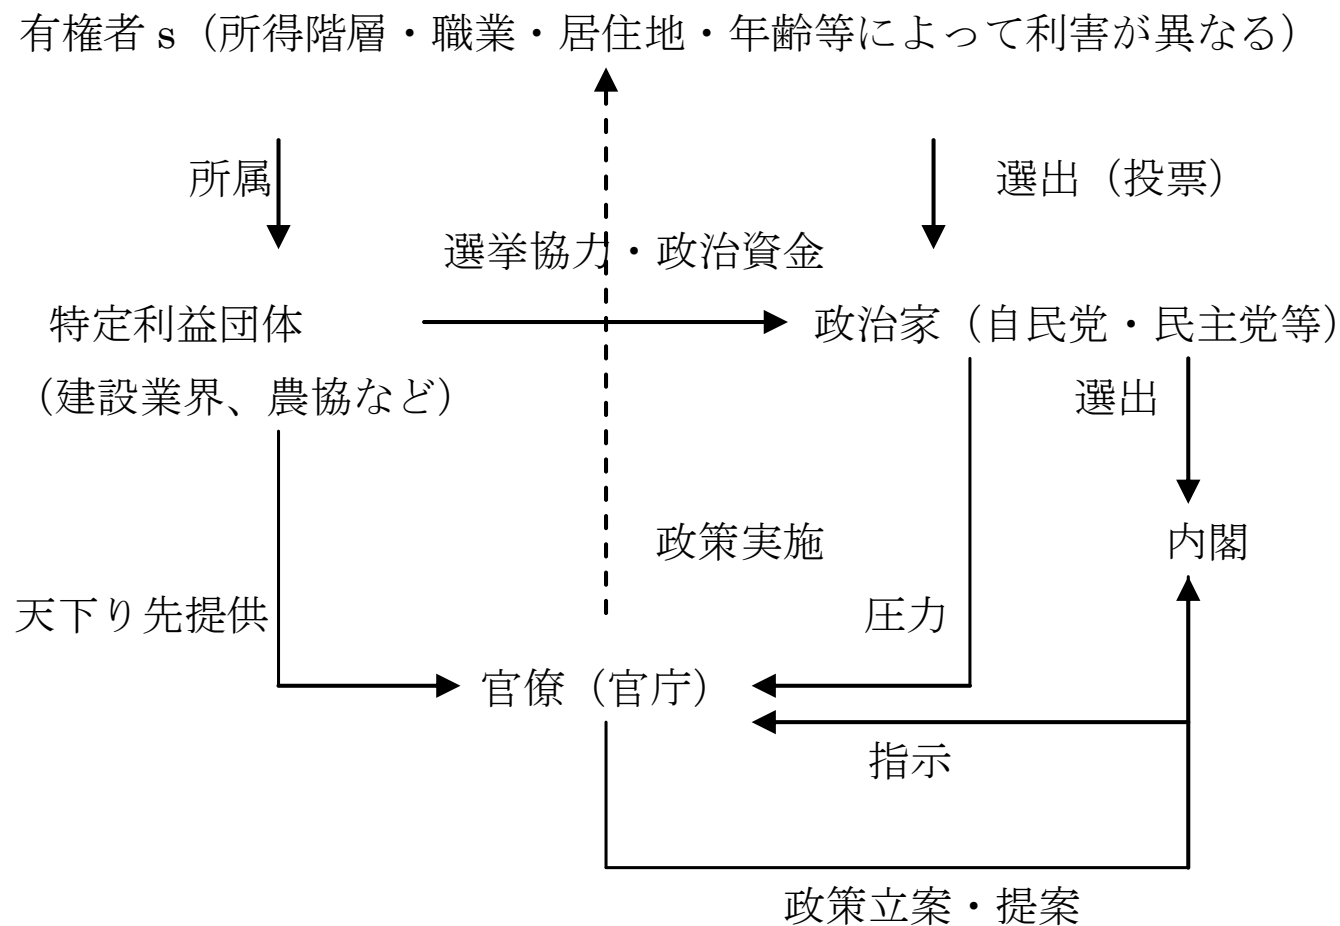 有権者 s（所得階層・職業・居住地・年齢等によって利害が異なる）
所属
選出（投票）
選挙協力・政治資金
特定利益団体
政治家（自民党・民主党等）
（建設業界、農協など）
選出
政策実施
内閣
天下り先提供
圧力
官僚（官庁）
指示
政策立案・提案